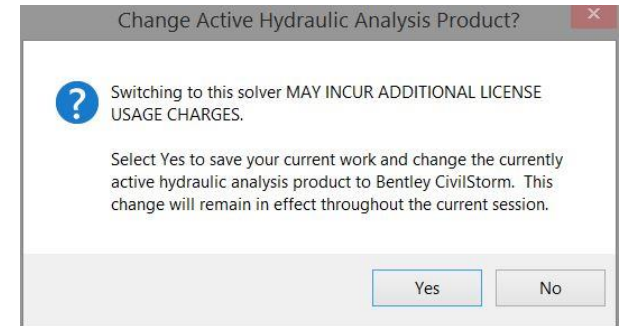 Change Active Hydraulic Analysis Product?
Switching to this solver MAY INCUR ADDITIONAL LICENSE
USAGE CHARGES.
Select Yes to save your current work and change the currently
active hydraulic analysis product to Bentley CivilStorm. This
change will remain in effect throughout the current session.
Yes
No